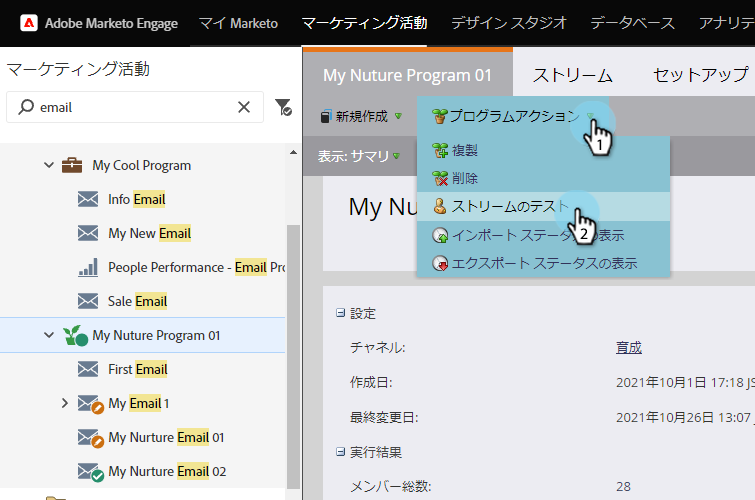 Adobe Marketo Engage マイ Marketo マーケティング活動 デザイン スタジオ データベース アナリテ
マーケティング活動
email
My Cool Program
Info Email
My New Email
People Performance - Email Pro
Sale Email
My Nuture Program 01
First Email
My Email 1
My Nurture Email 01
My Nurture Email 02
My Nuture Program 01 ストリーム セットアップ
新規作成 プログラムアクション
1
表示: サマリ
複製
削除
ストリームのテスト
2
インポート ステータスの表示
エクスポート ステータスの表示
My Nu
設定
チャネル: 育成
作成日: 2021年10月1日 17:18 JS
最終変更日: 2021年10月26日 13:07 J
実行結果
メンバー総数: 28